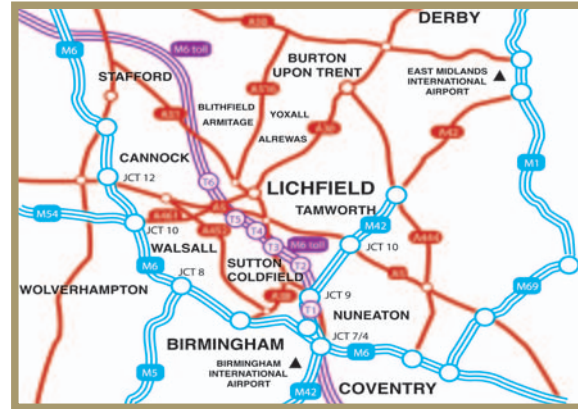 DERBY
M6
M6 toll
A50
BURTON
UPON TRENT
STAFFORD
EAST MIDLANDS
INTERNATIONAL
AIRPORT
BLITHFIELD
ARMITAGE
YOXALL
ALREWAS
A51
A38
A42
M1
CANNOCK
JCT 12
T6
LICHFIELD
TAMWORTH
M54
JCT 10
A461
A5
T5
T4
T3
T2
M42
A452
M6 toll
JCT 10
A444
WALSALL
SUTTON
COLDFIELD
A5
M6
JCT 8
WOLVERHAMPTON
A38
JCT 9
T1
NUNEATON
M69
BIRMINGHAM
JCT 7/4
BIRMINGHAM
INTERNATIONAL
AIRPORT
M6
M5
M42
COVENTRY